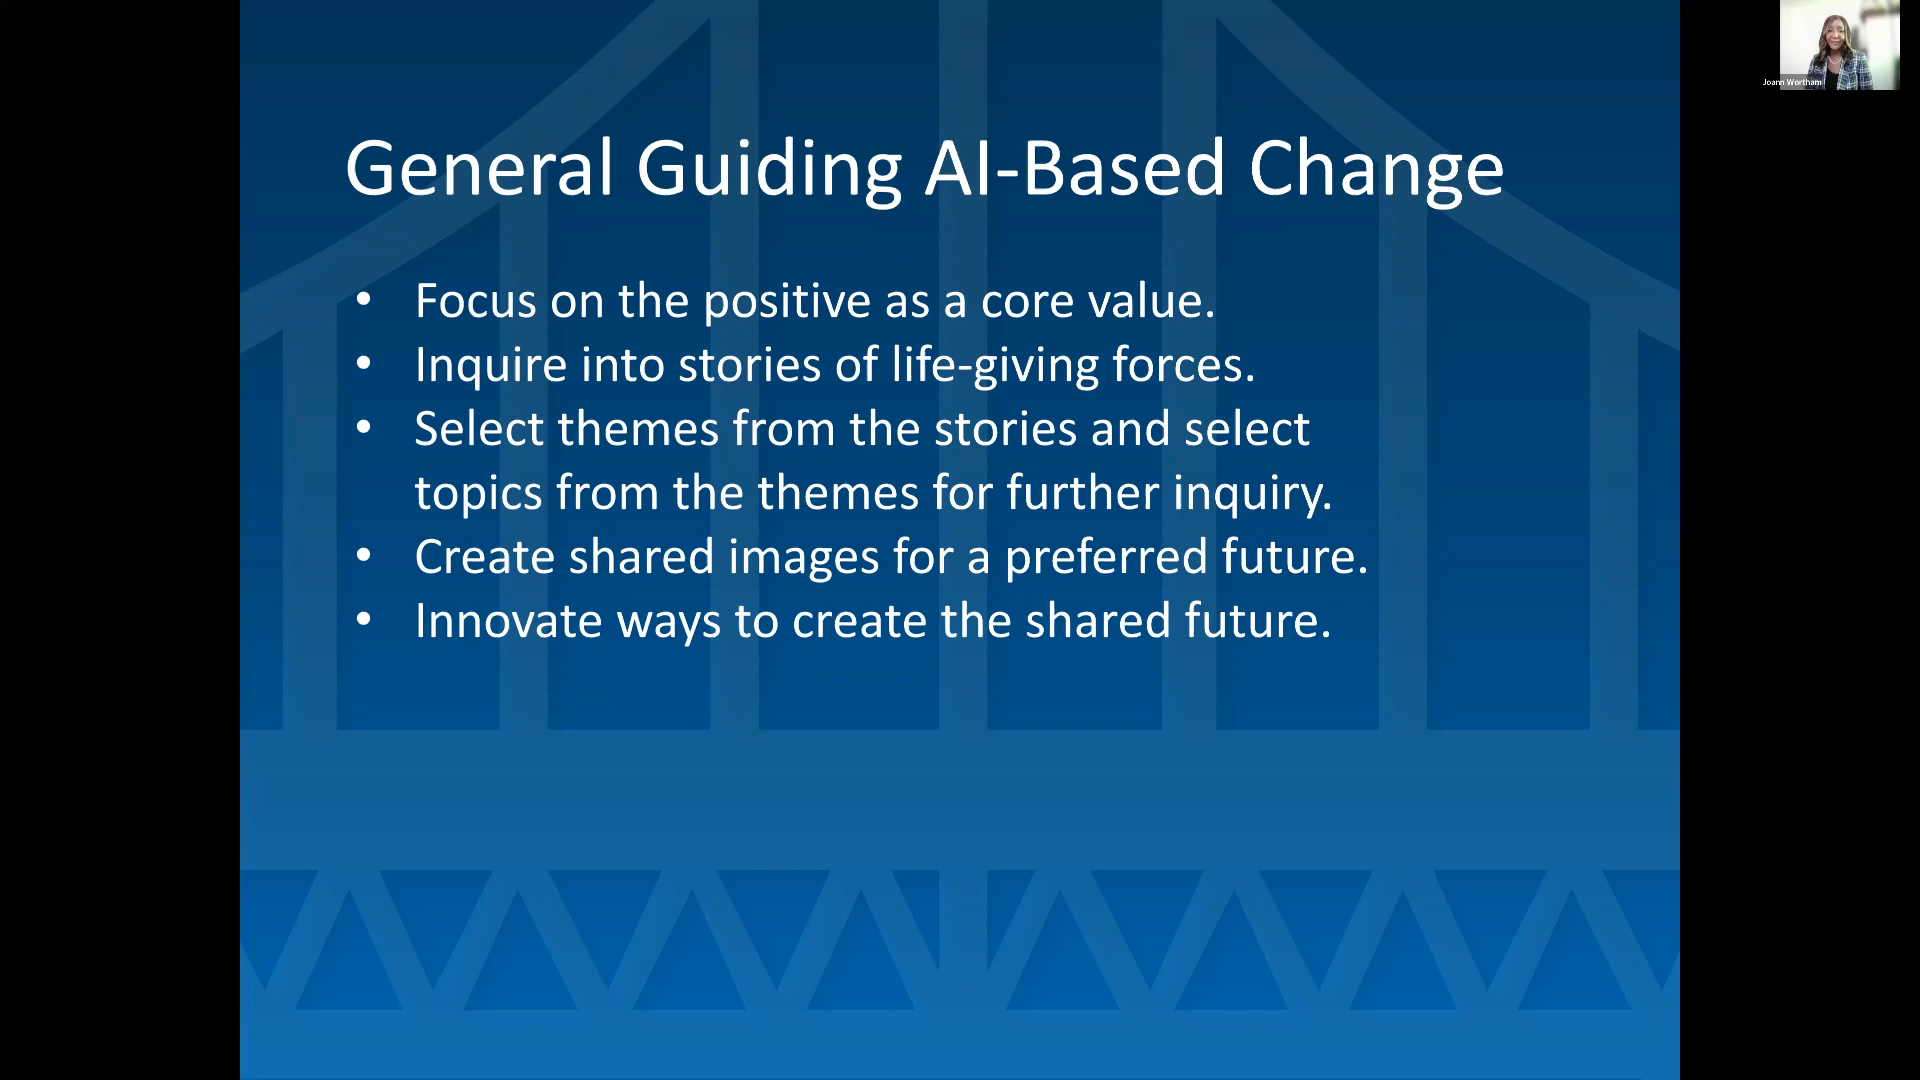 Joann Wortham
General Guiding AI-Based Change
• Focus on the positive as a core value.
• Inquire into stories of life-giving forces.
• Select themes from the stories and select
topics from the themes for further inquiry.
• Create shared images for a preferred future.
• Innovate ways to create the shared future.